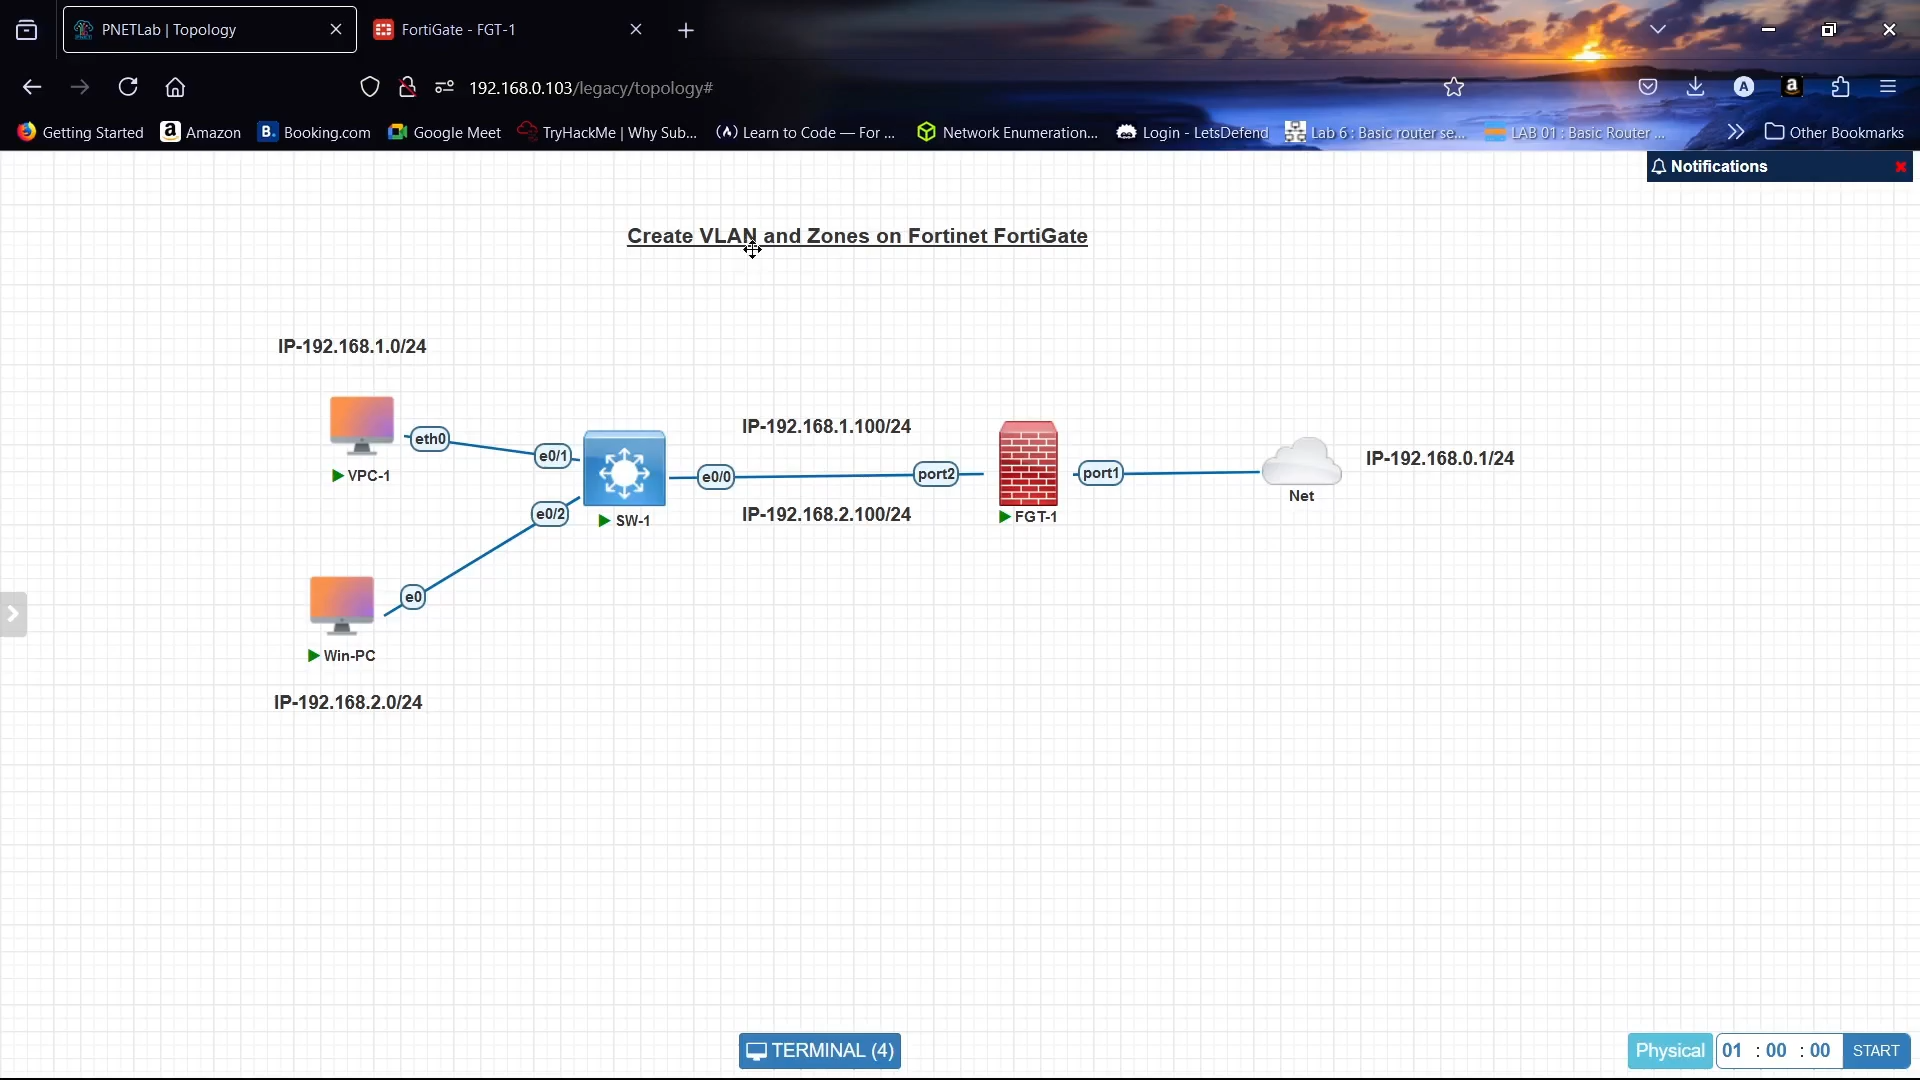 PNETLab | Topology
FortiGate - FGT-1
192.168.0.103/legacy/topology#
Getting Started
Amazon
Booking.com
Google Meet
TryHackMe | Why Sub...
Learn to Code — For ...
Network Enumeration...
Login - LetsDefend
Lab 6 : Basic router se...
LAB 01 : Basic Router ...
Other Bookmarks
Notifications
Create VLAN and Zones on Fortinet FortiGate
IP-192.168.1.0/24
eth0
VPC-1
e0/1
IP-192.168.1.100/24
e0/0
port2
port1
IP-192.168.0.1/24
Net
e0/2
SW-1
IP-192.168.2.100/24
FGT-1
e0
Win-PC
IP-192.168.2.0/24
TERMINAL (4)
Physical
01 : 00 : 00
START